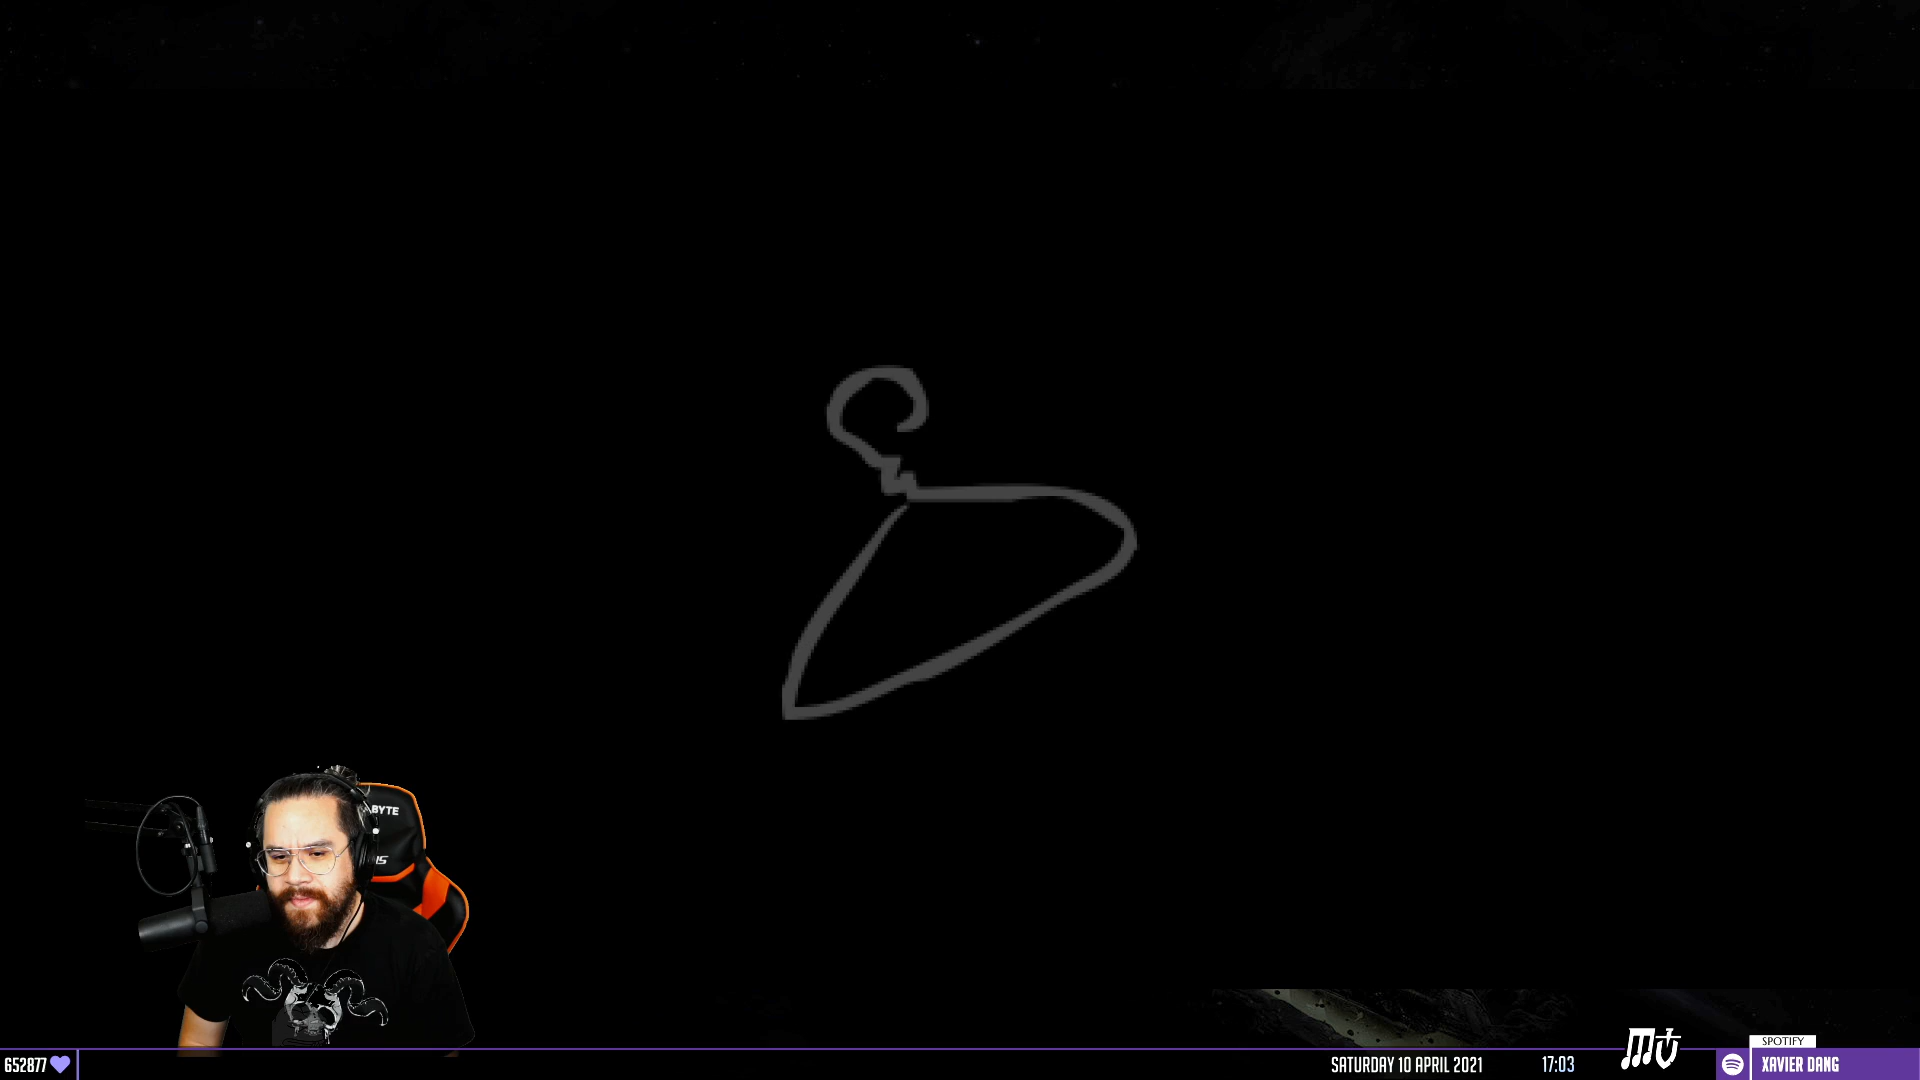 BYTE
652877
SATURDAY 10 APRIL 2021
17:03
SPOTIFY
XAVIER DANG